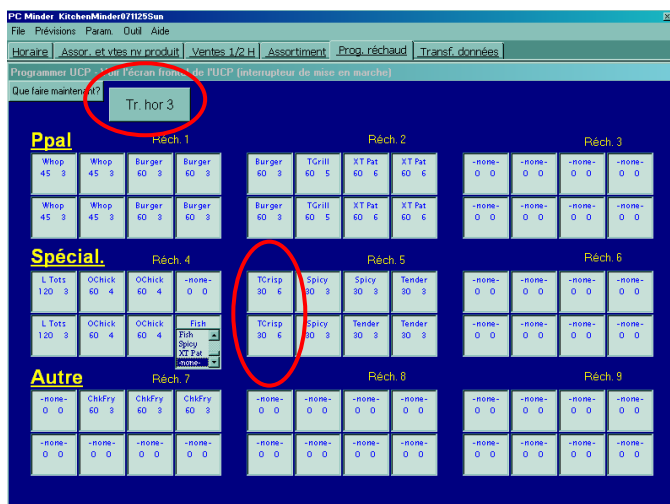 PC Minder KitchenMinder071125Sun
File Prévisions Param. Outil Aide
Horaire Assor. et vtes nv produit Ventes 1/2 H Assortiment Prog. réchaud Transf. données
Programmer UCP - Voir l'écran frontal de l'UCP (interrupteur de mise en marche)
Que faire maintenant?
Tr. hor 3
Ppal Réch. 1 Réch. 2 Réch. 3
Whop Whop Burger Burger Burger TGrill XT Pat XT Pat -none- -none- -none- -none-
45 3 45 3 60 3 60 3 60 3 60 5 60 6 60 6 0 0 0 0 0 0 0 0
Whop Whop Burger Burger Burger TGrill XT Pat XT Pat -none- -none- -none- -none-
45 3 45 3 60 3 60 3 60 3 60 5 60 6 60 6 0 0 0 0 0 0 0 0
Spécial. Réch. 4 Réch. 5 Réch. 6
L Tots OChick OChick -none- TCrisp Spicy Spicy Tender -none- -none- -none- -none-
120 3 60 4 60 4 0 0 30 6 30 3 30 3 30 3 0 0 0 0 0 0 0 0
L Tots OChick OChick Fish TCrisp Spicy Tender Tender -none- -none- -none- -none-
120 3 60 4 60 4 Fish 30 6 30 3 30 3 30 3 0 0 0 0 0 0 0 0
Spicy
XT Pat
-none-
Autre Réch. 7 Réch. 8 Réch. 9
-none- ChkFry ChkFry ChkFry -none- -none- -none- -none- -none- -none- -none- -none-
0 0 60 3 60 3 60 3 0 0 0 0 0 0 0 0 0 0 0 0 0 0 0 0
-none- -none- -none- -none- -none- -none- -none- -none- -none- -none- -none- -none-
0 0 0 0 0 0 0 0 0 0 0 0 0 0 0 0 0 0 0 0 0 0 0 0